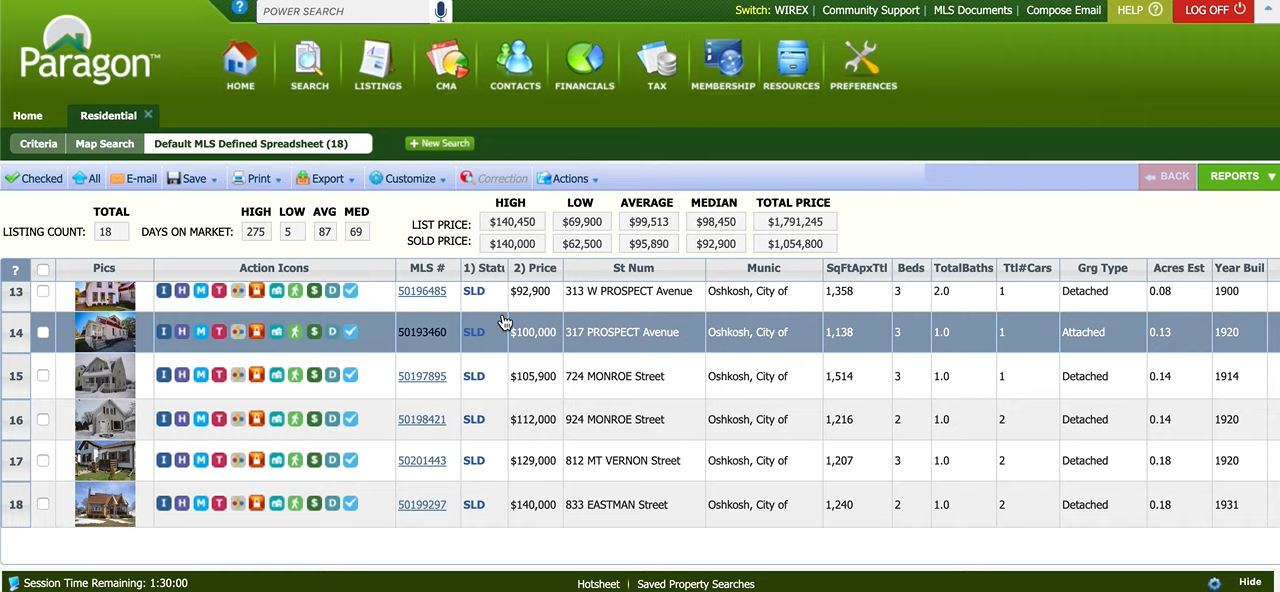 ? POWER SEARCH
Switch: WIREX | Community Support | MLS Documents | Compose Email HELP ? LOG OFF
Paragon™
HOME SEARCH LISTINGS CMA CONTACTS FINANCIALS TAX MEMBERSHIP RESOURCES PREFERENCES
Home Residential
Criteria Map Search Default MLS Defined Spreadsheet (18) + New Search
Checked All E-mail Save Print Export Customize Correction Actions BACK REPORTS
HIGH LOW AVERAGE MEDIAN TOTAL PRICE
TOTAL HIGH LOW AVG MED
LIST PRICE: $140,450 $69,900 $99,513 $98,450 $1,791,245
LISTING COUNT: 18 DAYS ON MARKET: 275 5 87 69
SOLD PRICE: $140,000 $62,500 $95,890 $92,900 $1,054,800
? Pics Action Icons MLS # 1) Statu 2) Price St Num Munic SqFtApxTtl Beds TotalBaths Ttl#Cars Grg Type Acres Est Year Buil
13 I H M T $ D 50196485 SLD $92,900 313 W PROSPECT Avenue Oshkosh, City of 1,358 3 2.0 1 Detached 0.08 1900
14 I H M T $ D 50193460 SLD $100,000 317 PROSPECT Avenue Oshkosh, City of 1,138 3 1.0 1 Attached 0.13 1920
15 I H M T $ D 50197895 SLD $105,900 724 MONROE Street Oshkosh, City of 1,514 3 1.0 1 Detached 0.14 1914
16 I H M T $ D 50198421 SLD $112,000 924 MONROE Street Oshkosh, City of 1,216 2 1.0 2 Detached 0.14 1920
17 I H M T $ D 50201443 SLD $129,000 812 MT VERNON Street Oshkosh, City of 1,207 3 1.0 2 Detached 0.18 1920
18 I H M T $ D 50199297 SLD $140,000 833 EASTMAN Street Oshkosh, City of 1,240 2 1.0 2 Detached 0.18 1931
Session Time Remaining: 1:30:00 Hotsheet | Saved Property Searches Hide